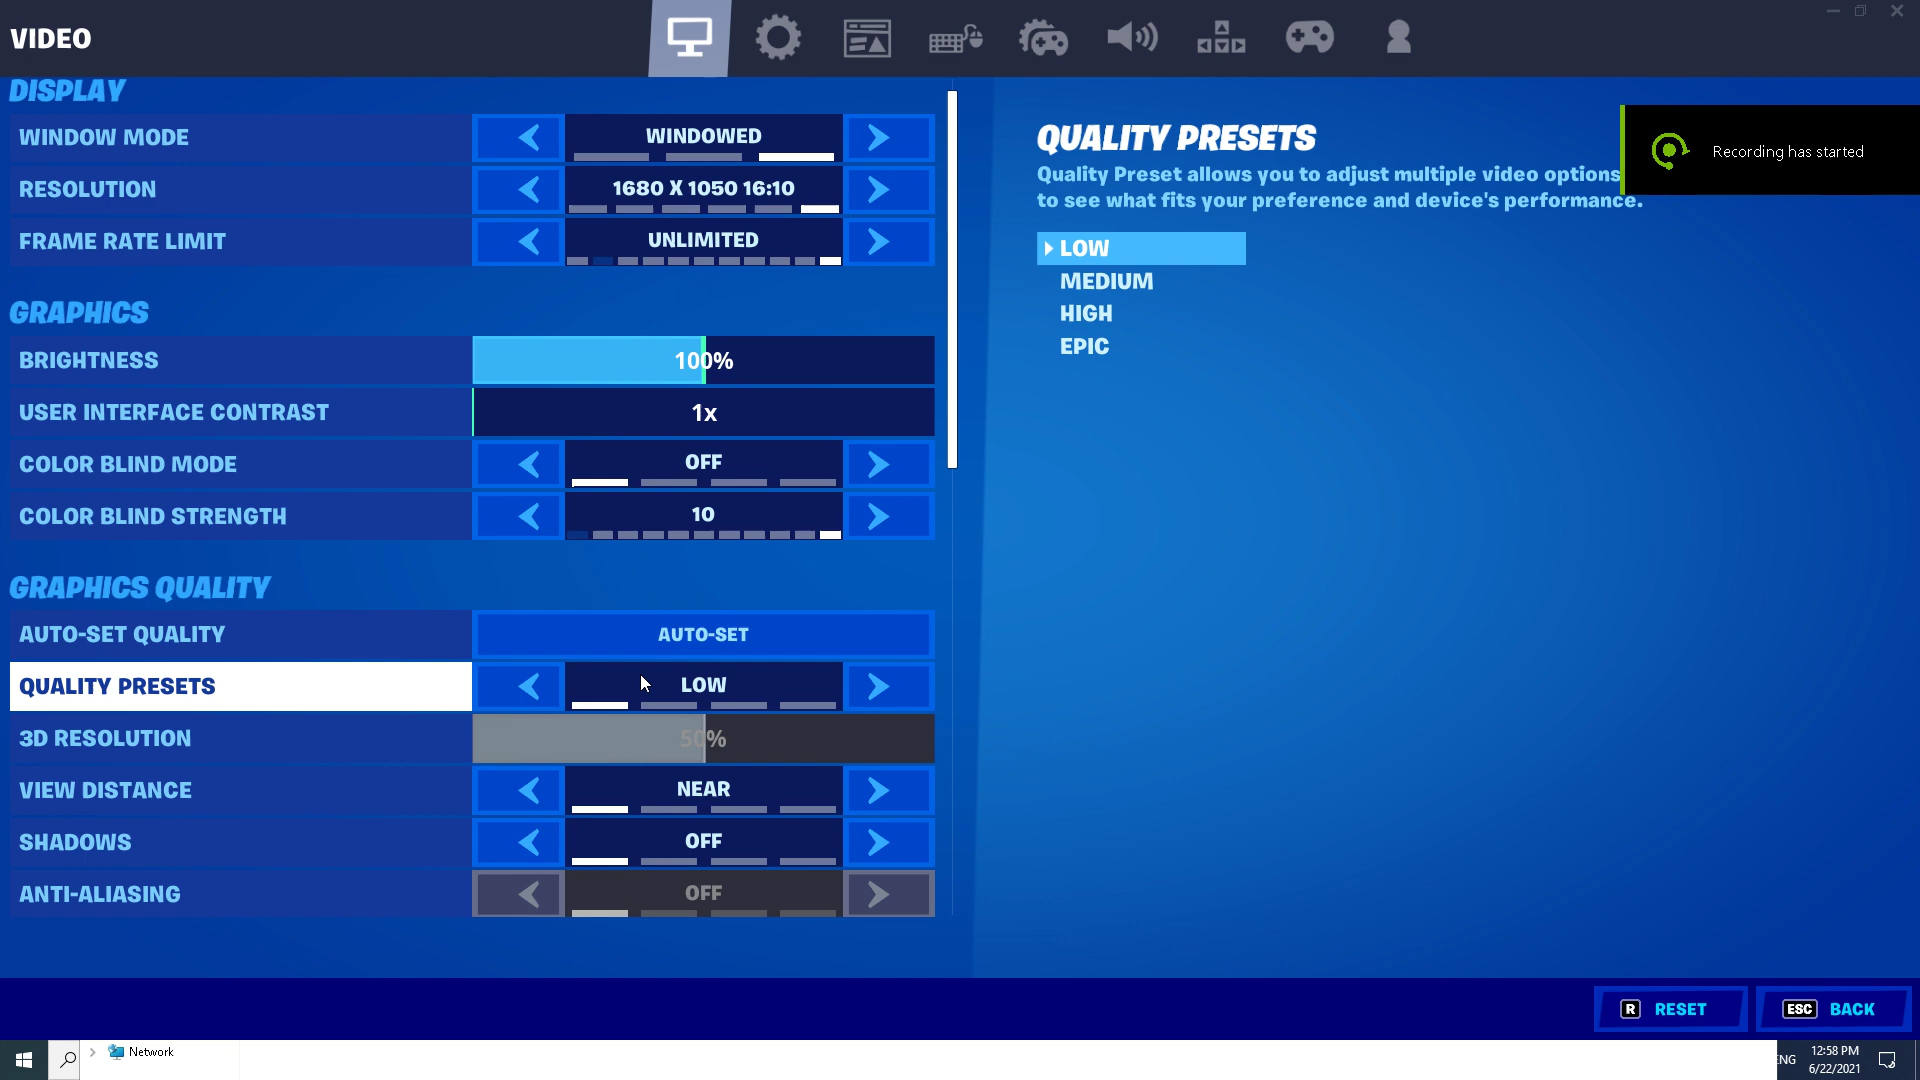 VIDEO
DISPLAY
WINDOW MODE
WINDOWED
RESOLUTION
1680 X 1050 16:10
FRAME RATE LIMIT
UNLIMITED
GRAPHICS
BRIGHTNESS
100%
USER INTERFACE CONTRAST
1x
COLOR BLIND MODE
OFF
COLOR BLIND STRENGTH
10
GRAPHICS QUALITY
AUTO-SET QUALITY
AUTO-SET
QUALITY PRESETS
LOW
3D RESOLUTION
50%
VIEW DISTANCE
NEAR
SHADOWS
OFF
ANTI-ALIASING
OFF
QUALITY PRESETS
Quality Preset allows you to adjust multiple video options
to see what fits your preference and device's performance.
LOW
MEDIUM
HIGH
EPIC
Recording has started
R RESET
ESC BACK
Network
NG
12:58 PM
6/22/2021